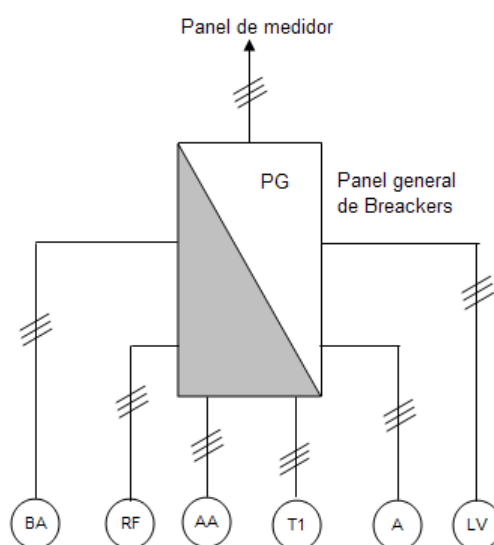 Panel de medidor
PG
Panel general
de Breackers
BA
RF
AA
T1
A
LV